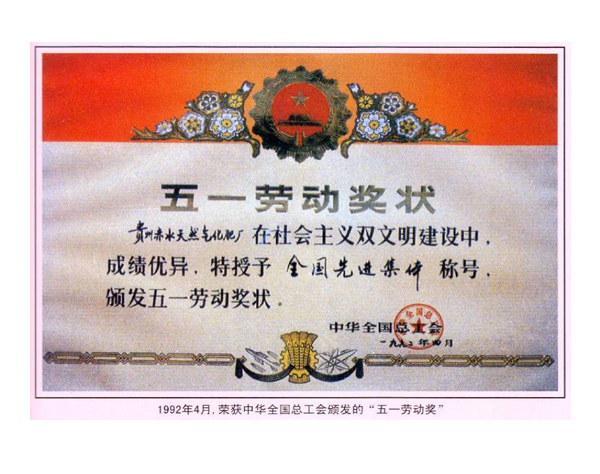 五一劳动奖状
贵州赤水天然气化肥厂在社会主义双文明建设中,
成绩优异,特授予 全国先进集体 称号,
颁发五一劳动奖状。
中华全国总工会
一九九二年四月
1992年4月,荣获中华全国总工会颁发的“五一劳动奖”